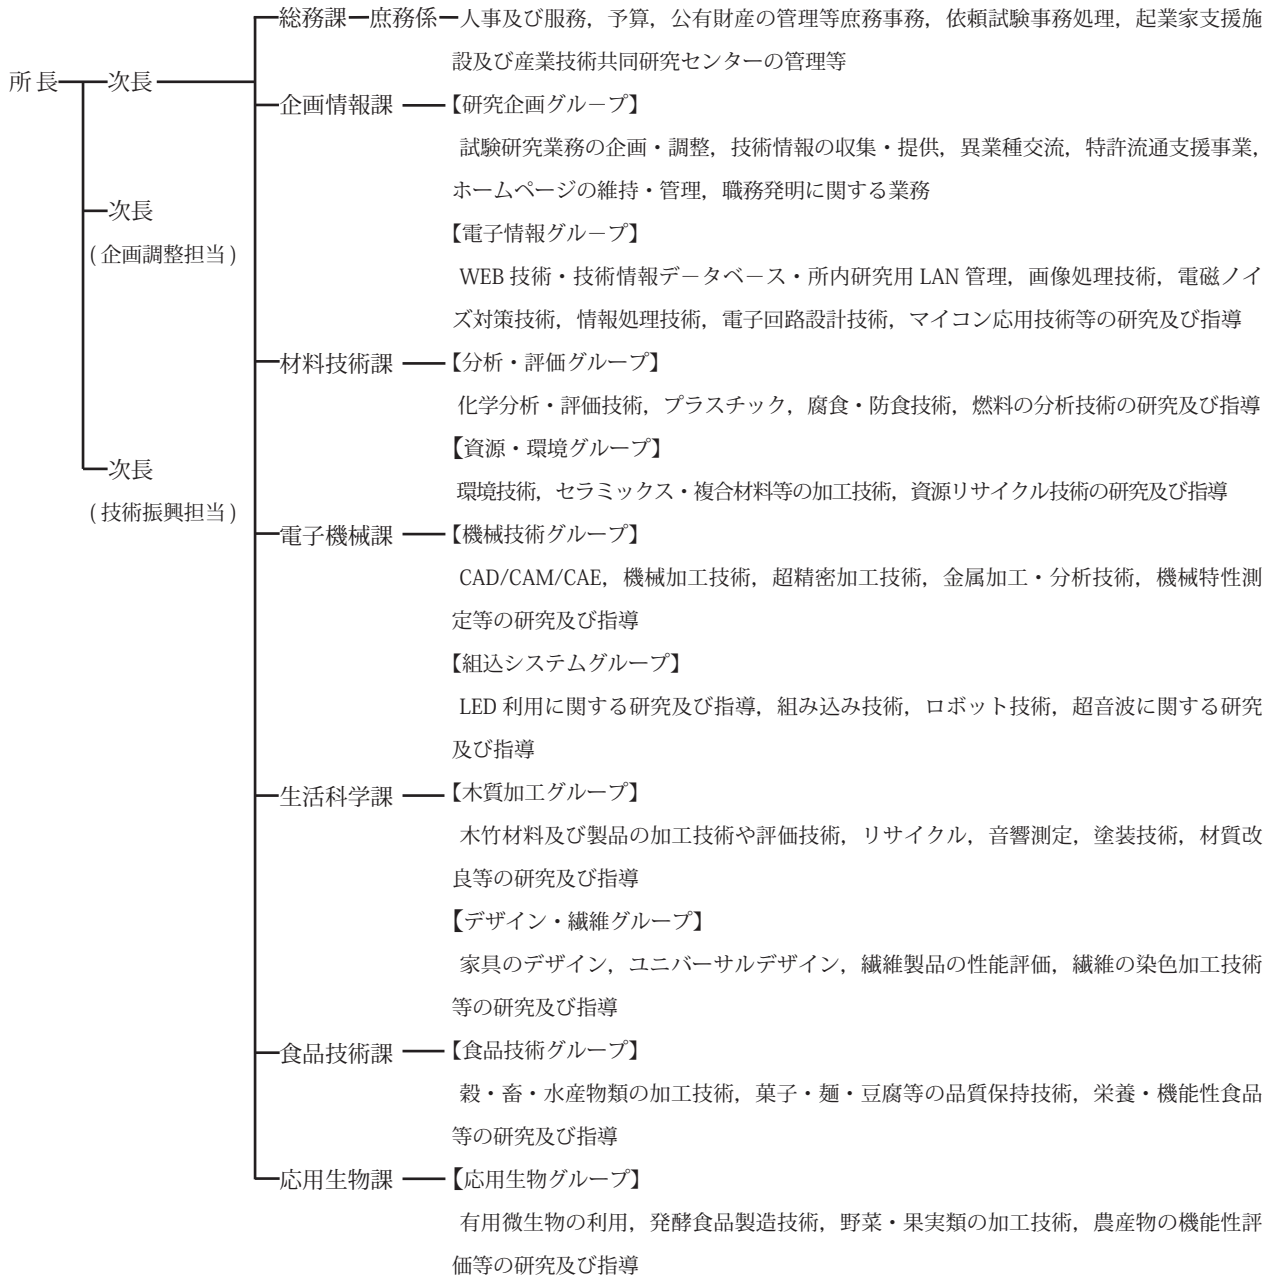 総務課 庶務係 人事及び服務，予算，公有財産の管理等庶務事務，依頼試験事務処理，起業家支援施
設及び産業技術共同研究センターの管理等
所長 次長
企画情報課 【研究企画グループ】
試験研究業務の企画・調整，技術情報の収集・提供，異業種交流，特許流通支援事業，
ホームページの維持・管理，職務発明に関する業務
次長
(企画調整担当)
【電子情報グループ】
WEB 技術・技術情報データベース・所内研究用 LAN 管理，画像処理技術，電磁ノイ
ズ対策技術，情報処理技術，電子回路設計技術，マイコン応用技術等の研究及び指導
材料技術課 【分析・評価グループ】
化学分析・評価技術，プラスチック，腐食・防食技術，燃料の分析技術の研究及び指導
【資源・環境グループ】
次長
(技術振興担当)
環境技術，セラミックス・複合材料等の加工技術，資源リサイクル技術の研究及び指導
電子機械課 【機械技術グループ】
CAD/CAM/CAE，機械加工技術，超精密加工技術，金属加工・分析技術，機械特性測
定等の研究及び指導
【組込システムグループ】
LED 利用に関する研究及び指導，組み込み技術，ロボット技術，超音波に関する研究
及び指導
生活科学課 【木質加工グループ】
木竹材料及び製品の加工技術や評価技術，リサイクル，音響測定，塗装技術，材質改
良等の研究及び指導
【デザイン・繊維グループ】
家具のデザイン，ユニバーサルデザイン，繊維製品の性能評価，繊維の染色加工技術
等の研究及び指導
食品技術課 【食品技術グループ】
穀・畜・水産物類の加工技術，菓子・麺・豆腐等の品質保持技術，栄養・機能性食品
等の研究及び指導
応用生物課 【応用生物グループ】
有用微生物の利用，発酵食品製造技術，野菜・果実類の加工技術，農産物の機能性評
価等の研究及び指導